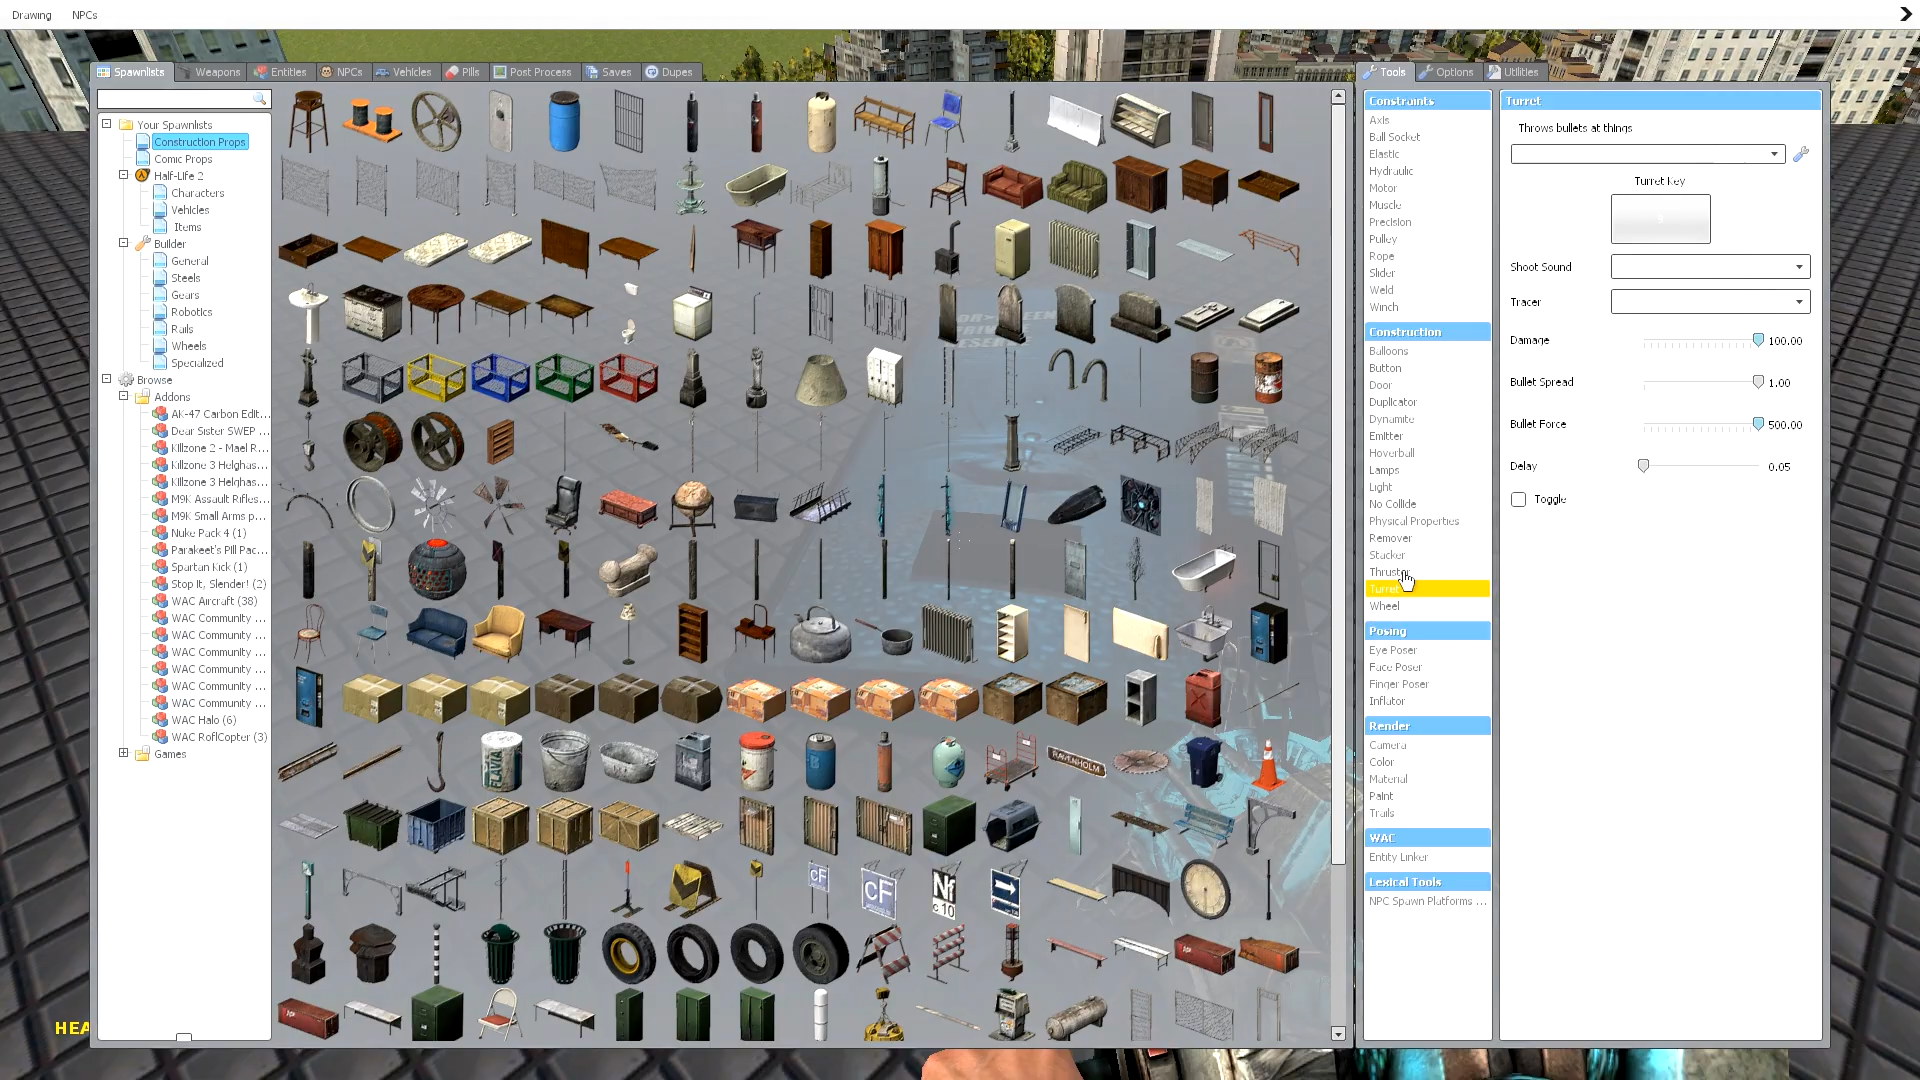 Drawing NPCs
Spawnlists Weapons Entities NPCs Vehicles Pills Post Process Saves Dupes
Your Spawnlists
Construction Props
Comic Props
Half-Life 2
Characters
Vehicles
Items
Builder
General
Steels
Gears
Robotics
Rails
Wheels
Specialized
Browse
Addons
AK-47 Carbon Edit...
Dear Sister SWEP ...
Killzone 2 - Mael R...
Killzone 3 Helghas...
Killzone 3 Helghas...
M9K Assault Rifles...
M9K Small Arms p...
Nuke Pack 4 (1)
Parakeet's Pill Pac...
Spartan Kick (1)
Stop It, Slender! (2)
WAC Aircraft (38)
WAC Community ...
WAC Community ...
WAC Community ...
WAC Community ...
WAC Community ...
WAC Community ...
WAC Halo (6)
WAC RoflCopter (3)
Games
RAVENHOLM
cF
cF
Nf
c 10
HEA
Tools Options Utilities
Constraints
Axis
Ball Socket
Elastic
Hydraulic
Motor
Muscle
Precision
Pulley
Rope
Slider
Weld
Winch
Construction
Balloons
Button
Door
Duplicator
Dynamite
Emitter
Hoverball
Lamps
Light
No Collide
Physical Properties
Remover
Stacker
Thruster
Turret
Wheel
Posing
Eye Poser
Face Poser
Finger Poser
Inflator
Render
Camera
Color
Material
Paint
Trails
WAC
Entity Linker
Lexical Tools
NPC Spawn Platforms ...
Turret
Throws bullets at things
Turret Key
Shoot Sound
Tracer
Damage 100.00
Bullet Spread 1.00
Bullet Force 500.00
Delay 0.05
Toggle